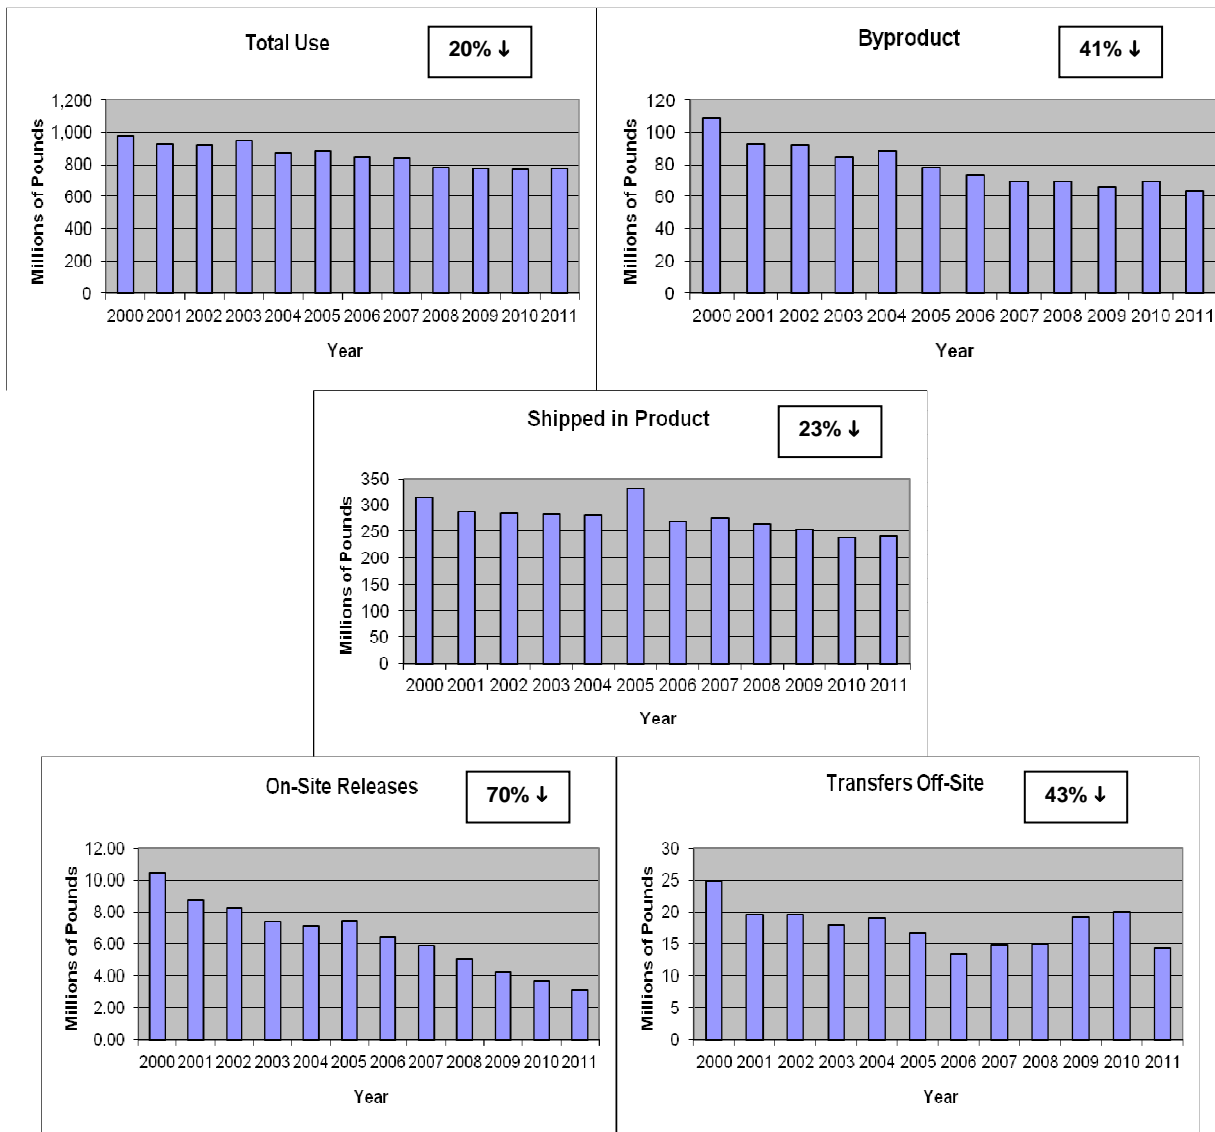 Total Use
20% ↓
1,200
1,000
800
600
400
200
0
Millions of Pounds
2000 2001 2002 2003 2004 2005 2006 2007 2008 2009 2010 2011
Year
Byproduct
41% ↓
120
100
80
60
40
20
0
Millions of Pounds
2000 2001 2002 2003 2004 2005 2006 2007 2008 2009 2010 2011
Year
Shipped in Product
23% ↓
350
300
250
200
150
100
50
0
Millions of Pounds
2000 2001 2002 2003 2004 2005 2006 2007 2008 2009 2010 2011
Year
On-Site Releases
70% ↓
12.00
10.00
8.00
6.00
4.00
2.00
0.00
Millions of Pounds
2000 2001 2002 2003 2004 2005 2006 2007 2008 2009 2010 2011
Year
Transfers Off-Site
43% ↓
30
25
20
15
10
5
0
Millions of Pounds
2000 2001 2002 2003 2004 2005 2006 2007 2008 2009 2010 2011
Year